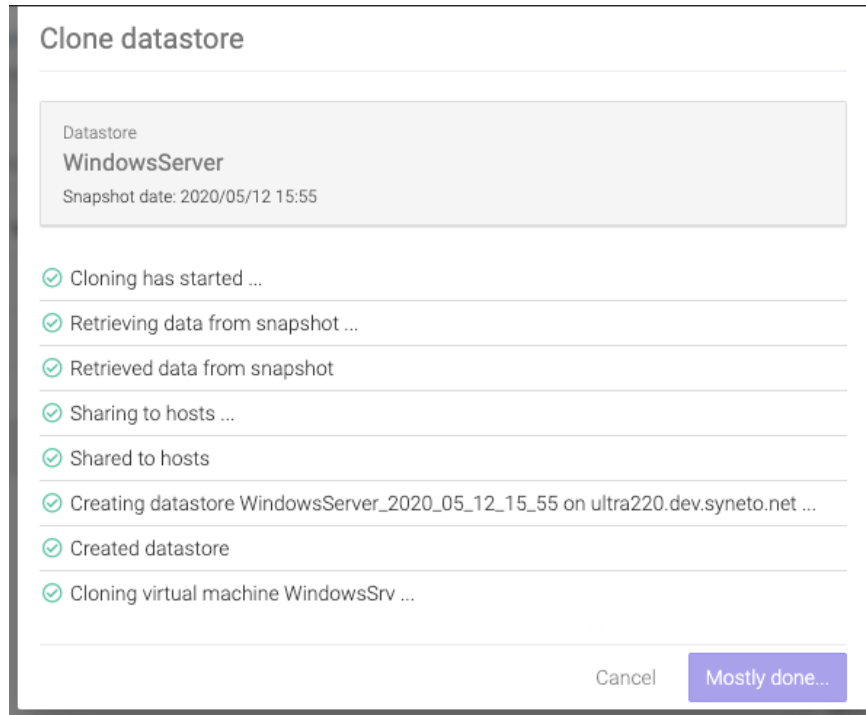 Clone datastore
Datastore
WindowsServer
Snapshot date: 2020/05/12 15:55
Cloning has started ...
Retrieving data from snapshot ...
Retrieved data from snapshot
Sharing to hosts ...
Shared to hosts
Creating datastore WindowsServer_2020_05_12_15_55 on ultra220.dev.syneto.net ...
Created datastore
Cloning virtual machine WindowsSrv ...
Cancel Mostly done...